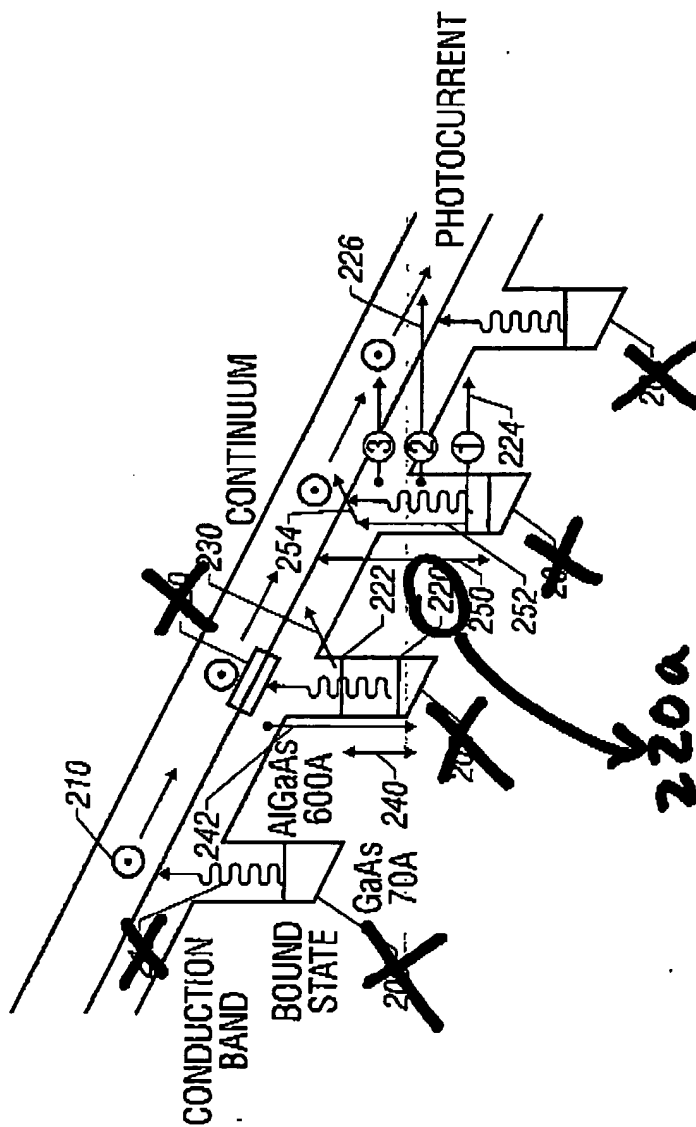 CONTINUUM
PHOTOCURRENT
210
230
226
254
222
220
250
252
224
3
2
1
242
AlGaAs
600A
240
CONDUCTION
BAND
BOUND
STATE
GaAs
70A
220a